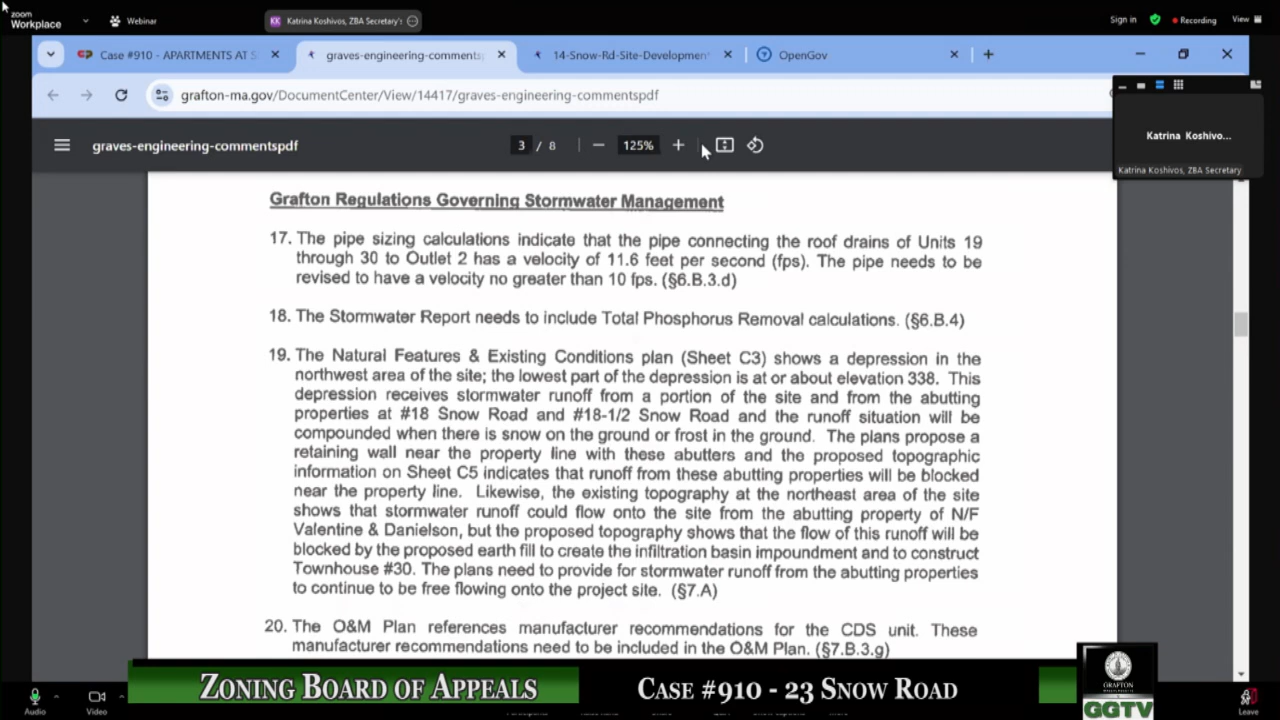 zoom
Workplace
Webinar
KK Katrina Koshivos, ZBA Secretary's
Sign in
Recording
View
Case #910 - APARTMENTS AT S
graves-engineering-comments
14-Snow-Rd-Site-Development
OpenGov
grafton-ma.gov/DocumentCenter/View/14417/graves-engineering-commentspdf
Katrina Koshivo...
Katrina Koshivos, ZBA Secretary
graves-engineering-commentspdf
3 / 8
125%
Grafton Regulations Governing Stormwater Management
17. The pipe sizing calculations indicate that the pipe connecting the roof drains of Units 19
through 30 to Outlet 2 has a velocity of 11.6 feet per second (fps). The pipe needs to be
revised to have a velocity no greater than 10 fps. (§6.B.3.d)
18. The Stormwater Report needs to include Total Phosphorus Removal calculations. (§6.B.4)
19. The Natural Features & Existing Conditions plan (Sheet C3) shows a depression in the
northwest area of the site; the lowest part of the depression is at or about elevation 338. This
depression receives stormwater runoff from a portion of the site and from the abutting
properties at #18 Snow Road and #18-1/2 Snow Road and the runoff situation will be
compounded when there is snow on the ground or frost in the ground. The plans propose a
retaining wall near the property line with these abutters and the proposed topographic
information on Sheet C5 indicates that runoff from these abutting properties will be blocked
near the property line. Likewise, the existing topography at the northeast area of the site
shows that stormwater runoff could flow onto the site from the abutting property of N/F
Valentine & Danielson, but the proposed topography shows that the flow of this runoff will be
blocked by the proposed earth fill to create the infiltration basin impoundment and to construct
Townhouse #30. The plans need to provide for stormwater runoff from the abutting properties
to continue to be free flowing onto the project site. (§7.A)
20. The O&M Plan references manufacturer recommendations for the CDS unit. These
manufacturer recommendations need to be included in the O&M Plan. (§7.B.3.g)
ZONING BOARD OF APPEALS
CASE #910 - 23 SNOW ROAD
GRAFTON
GGTV
Audio
Video
Leave